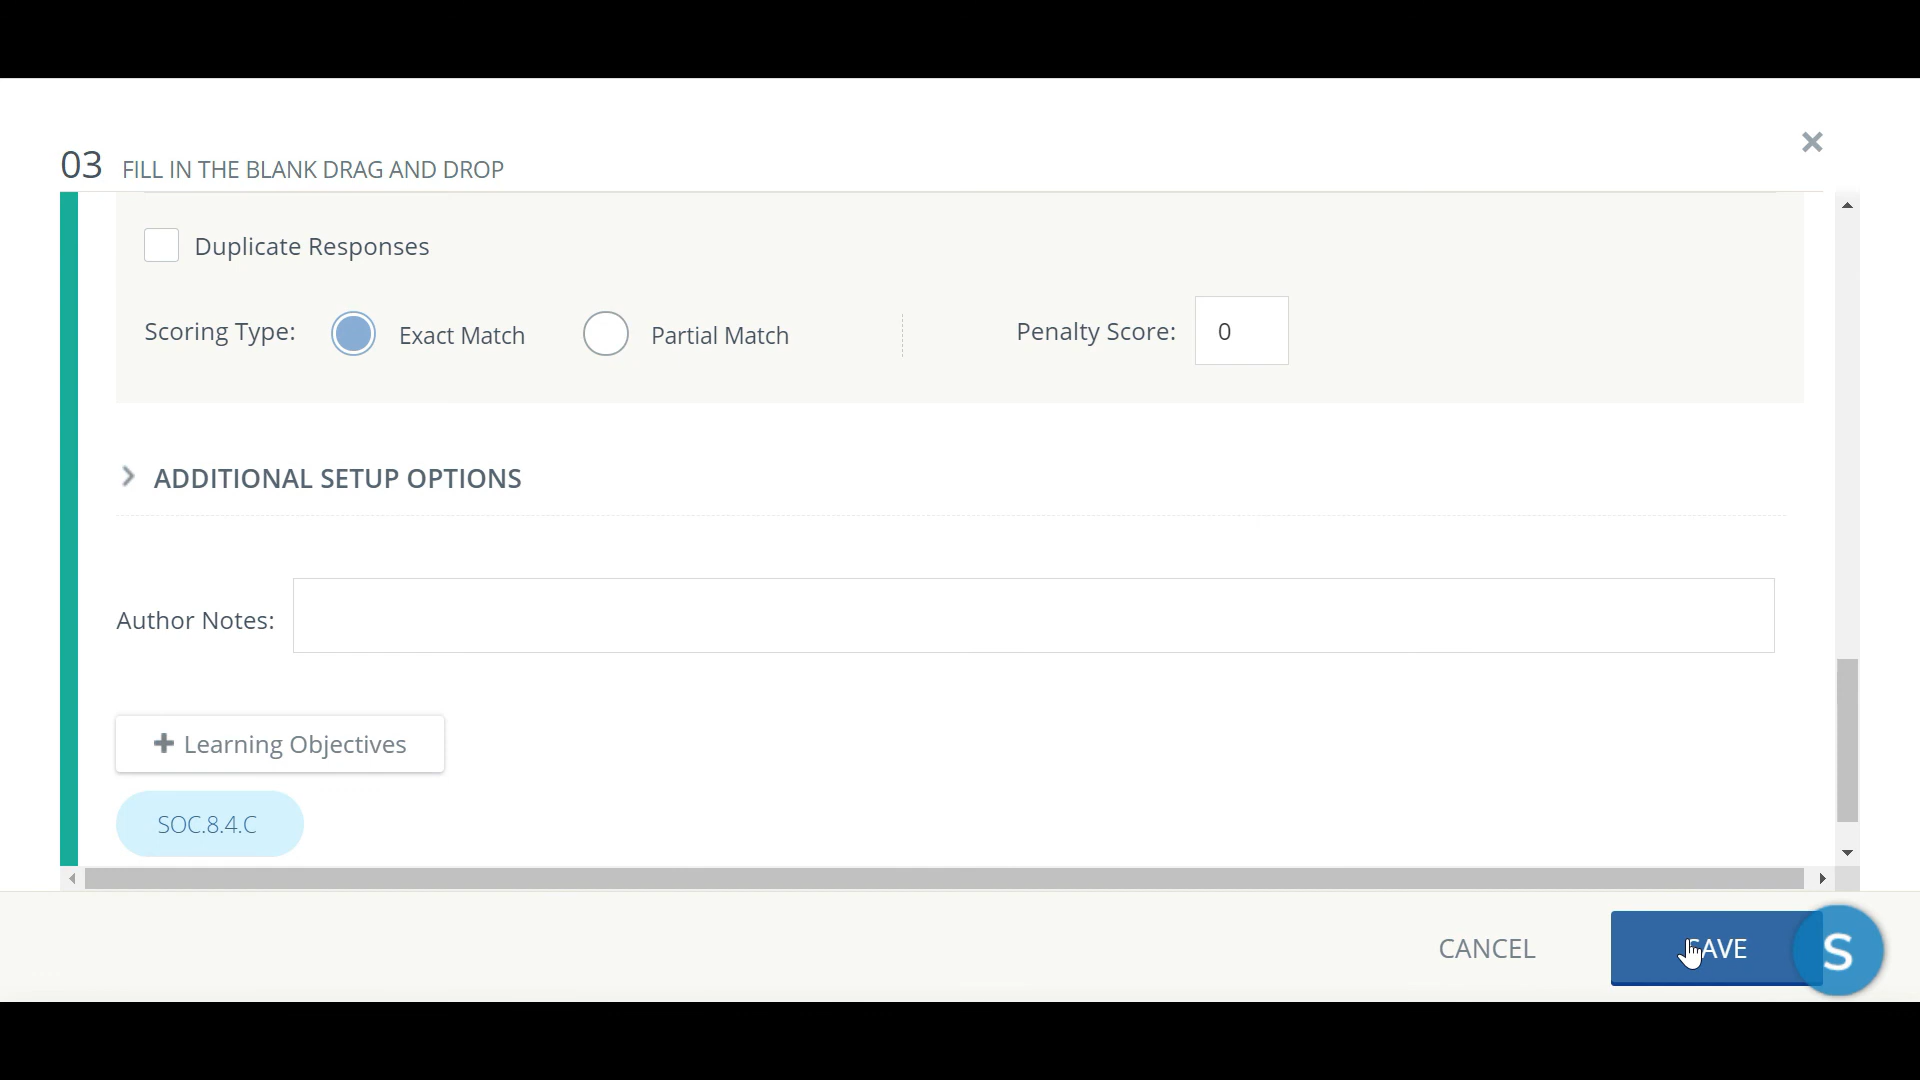 03 FILL IN THE BLANK DRAG AND DROP
Duplicate Responses
Scoring Type: Exact Match Partial Match Penalty Score: 0
ADDITIONAL SETUP OPTIONS
Author Notes:
+ Learning Objectives
SOC.8.4.C
CANCEL SAVE S